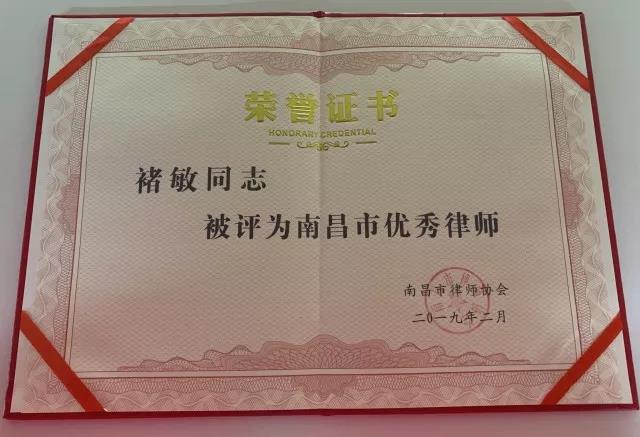 荣誉证书
HONORARY CREDENTIAL
褚敏同志
被评为南昌市优秀律师
南昌市律师协会
二〇一九年二月